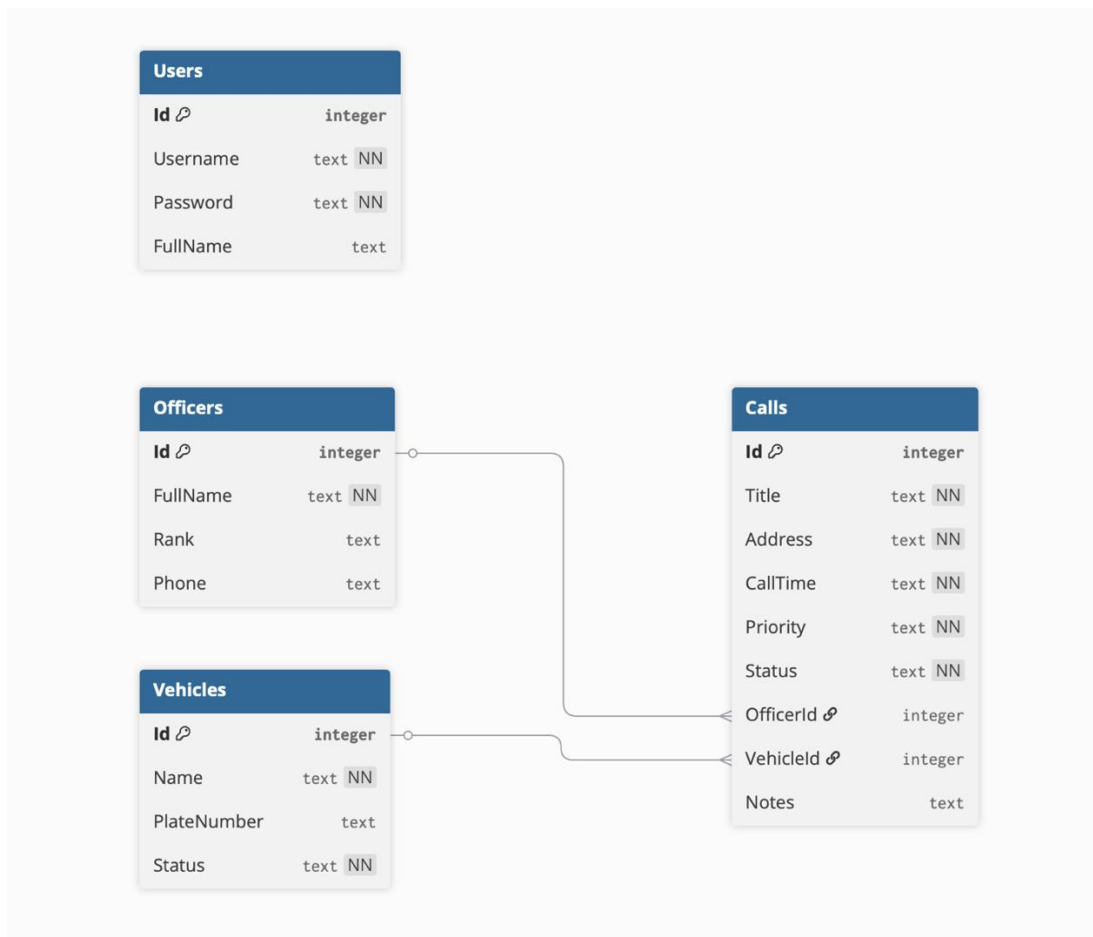 Users
Id integer
Username text NN
Password text NN
FullName text
Officers
Id integer
FullName text NN
Rank text
Phone text
Vehicles
Id integer
Name text NN
PlateNumber text
Status text NN
Calls
Id integer
Title text NN
Address text NN
CallTime text NN
Priority text NN
Status text NN
OfficerId integer
VehicleId integer
Notes text